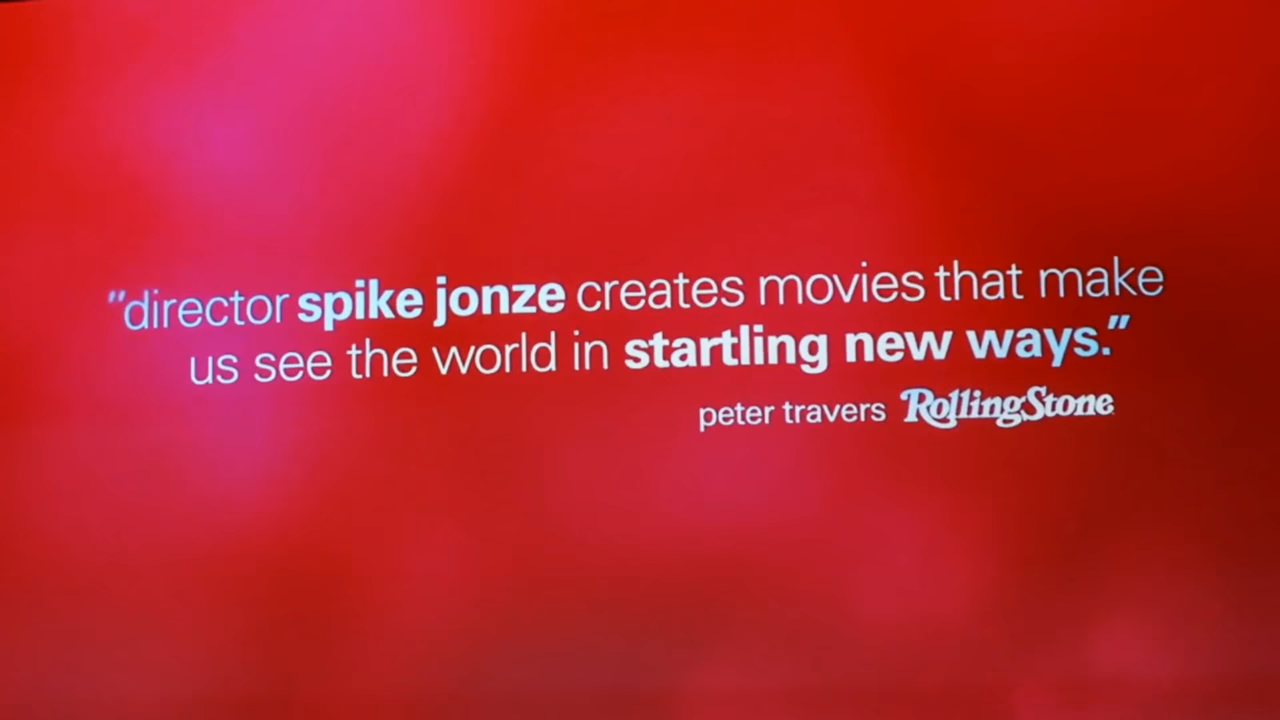 "director spike jonze creates movies that make
us see the world in startling new ways."
peter travers RollingStone